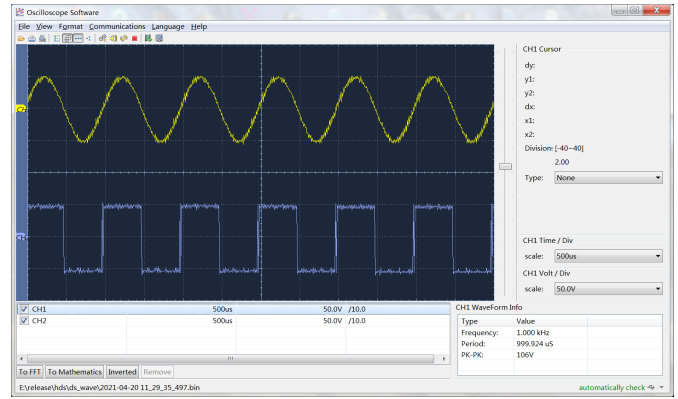 Oscilloscope Software
File View Format Communications Language Help
CH1 Cursor
dy:
y1:
y2:
dx:
x1:
x2:
Division: [-40~40]
2.00
Type: None
CH1 Time / Div
scale: 500us
CH1 Volt / Div
scale: 50.0V
CH1 500us 50.0V /10.0
CH2 500us 50.0V /10.0
CH1 WaveForm Info
Type Value
Frequency: 1.000 kHz
Period: 999.924 uS
PK-PK: 106V
To FFT To Mathematics Inverted Remove
E:\release\hds\ds_wave\2021-04-20 11_29_35_497.bin
automatically check